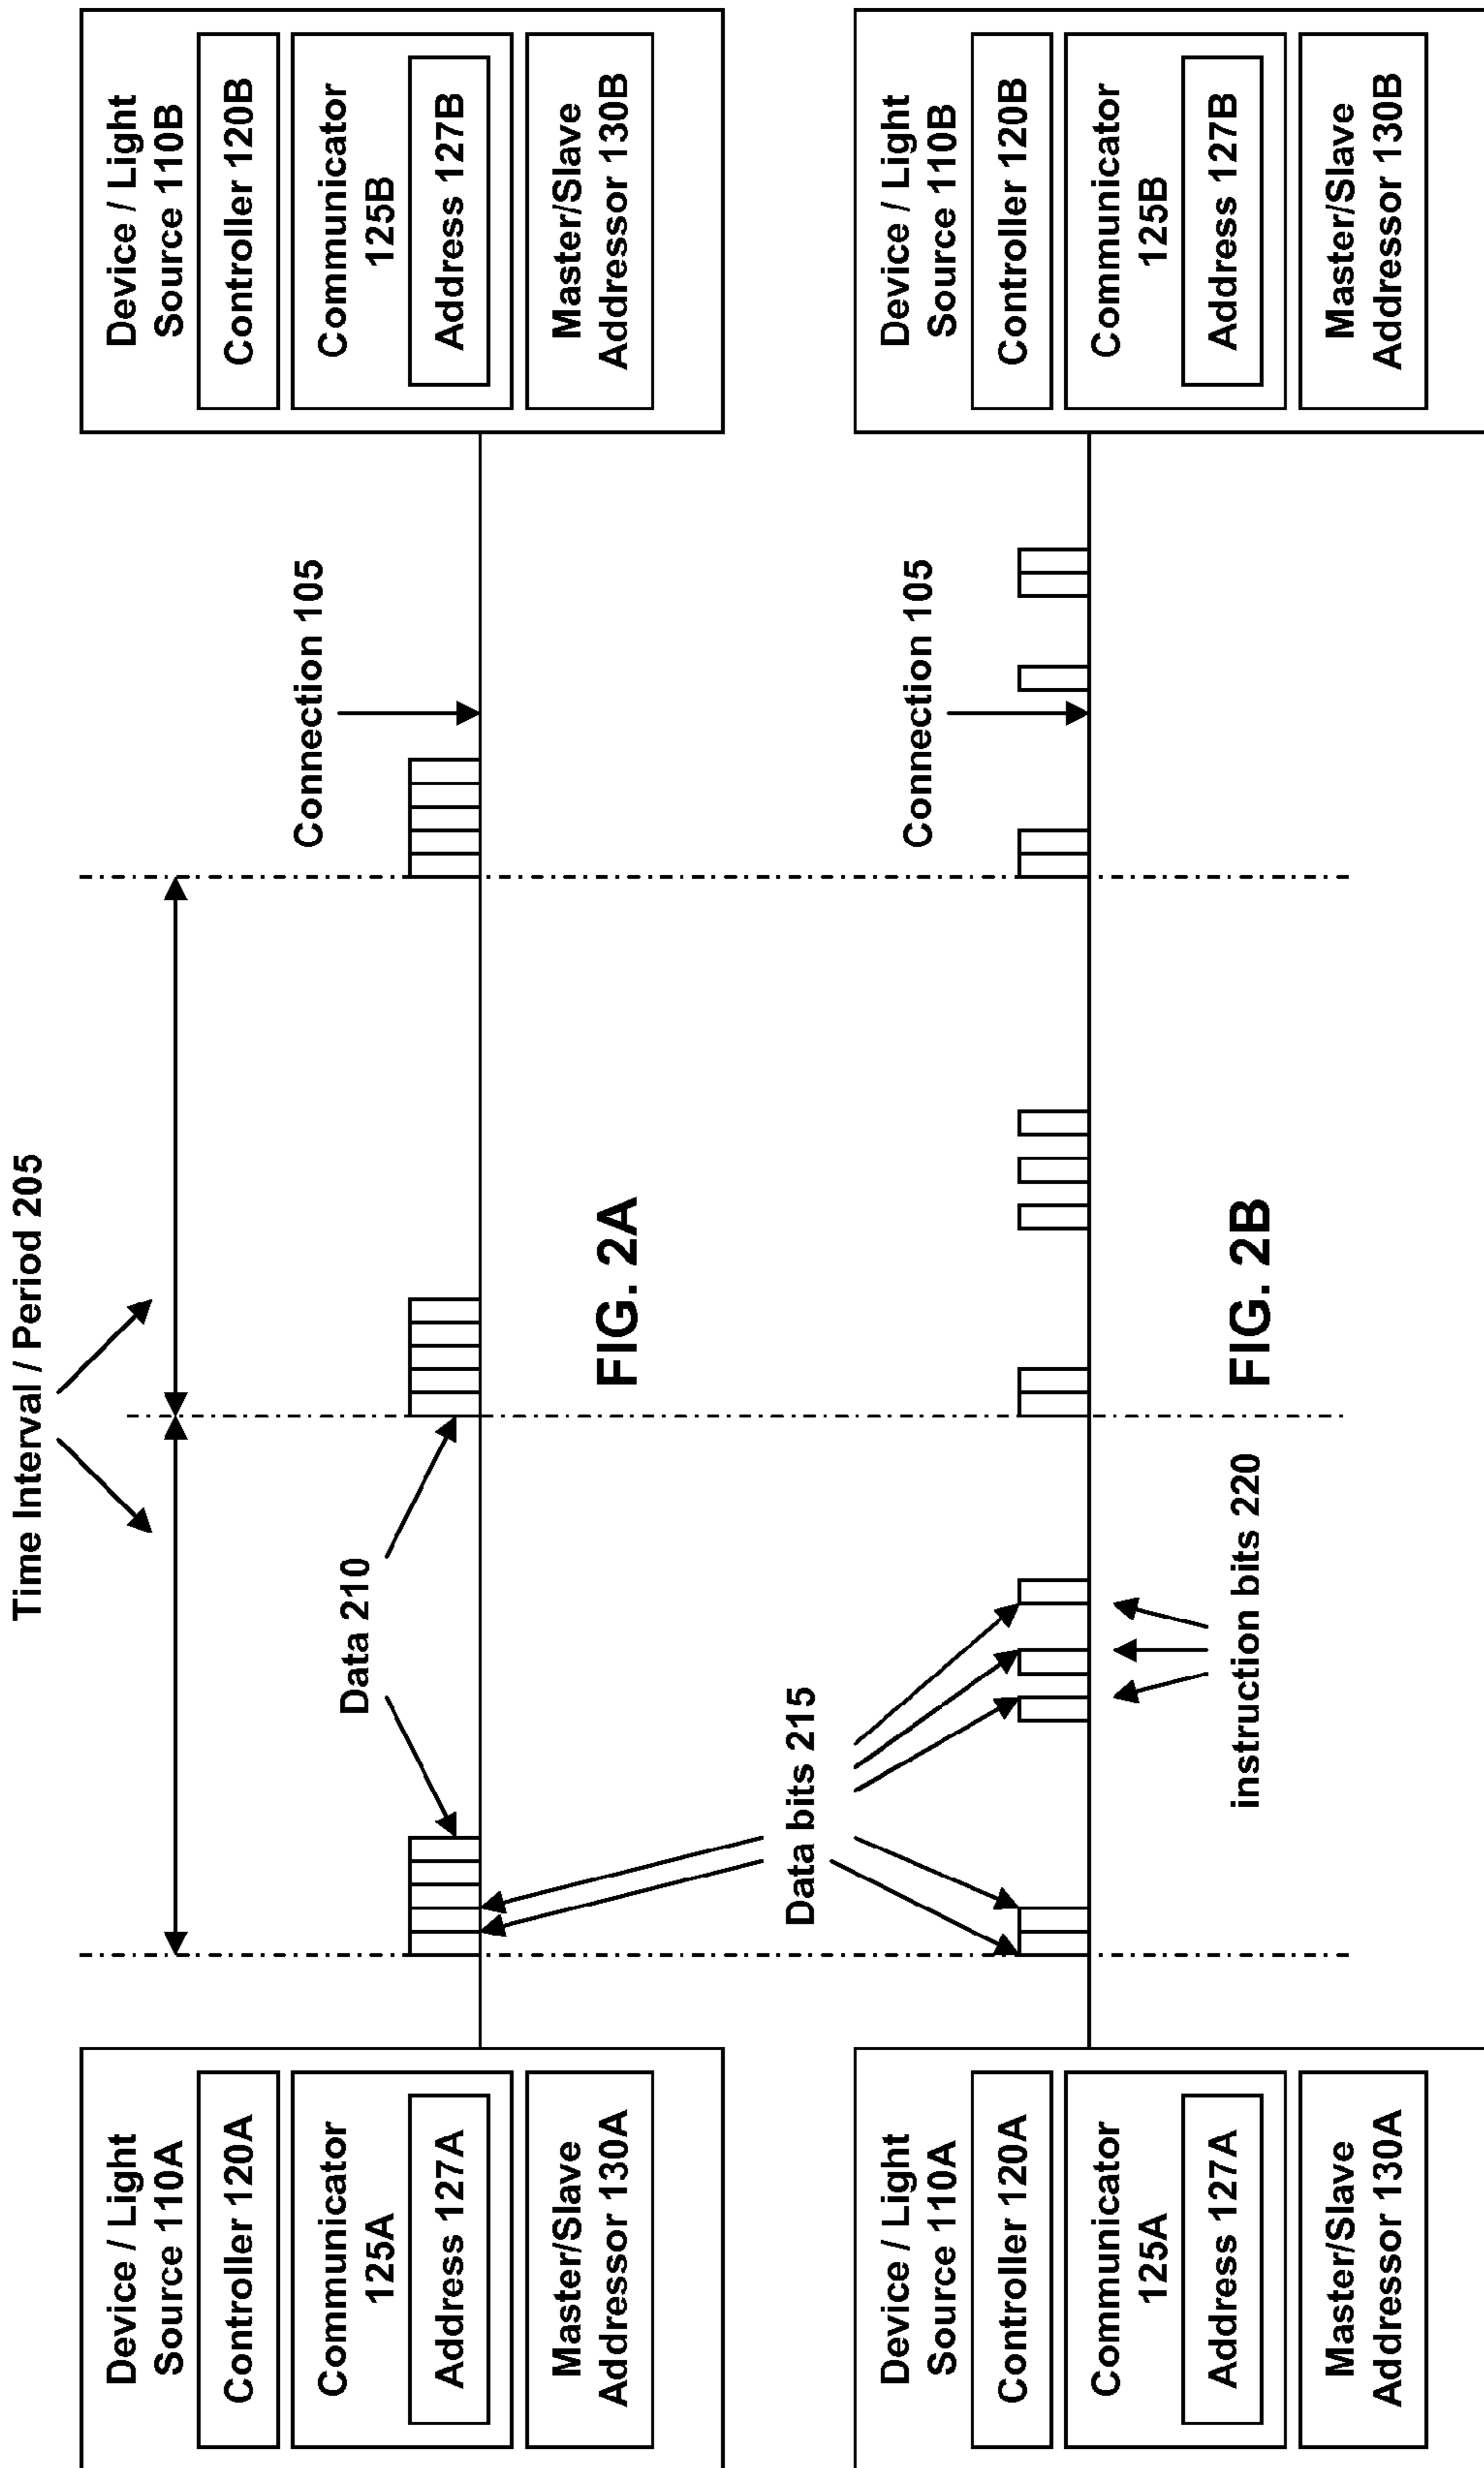 Time Interval / Period 205
Device / Light
Source 110A
Controller 120A
Communicator
125A
Address 127A
Master/Slave
Addressor 130A
Data 210
Connection 105
Device / Light
Source 110B
Controller 120B
Communicator
125B
Address 127B
Master/Slave
Addressor 130B
FIG. 2A
Data bits 215
Device / Light
Source 110A
Controller 120A
Communicator
125A
Address 127A
Master/Slave
Addressor 130A
instruction bits 220
Connection 105
Device / Light
Source 110B
Controller 120B
Communicator
125B
Address 127B
Master/Slave
Addressor 130B
FIG. 2B